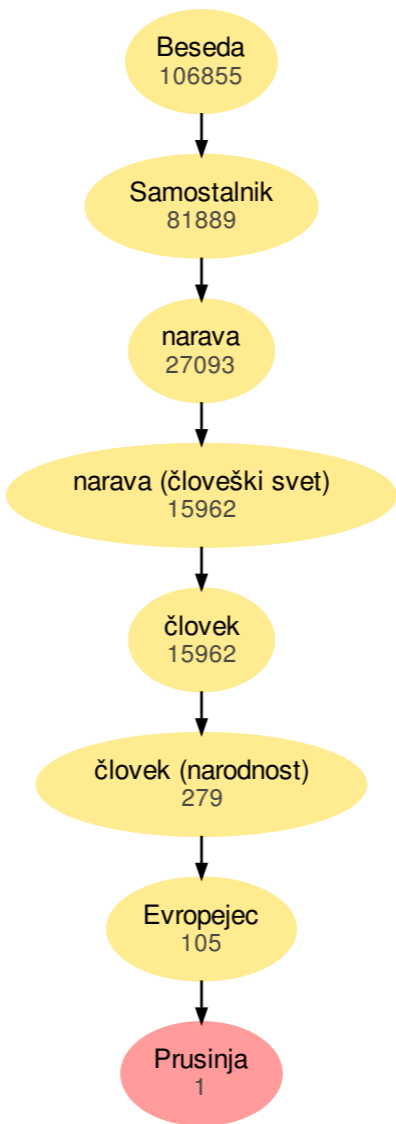 Beseda
106855
Samostalnik
81889
narava
27093
narava (človeški svet)
15962
človek
15962
človek (narodnost)
279
Evropejec
105
Prusinja
1